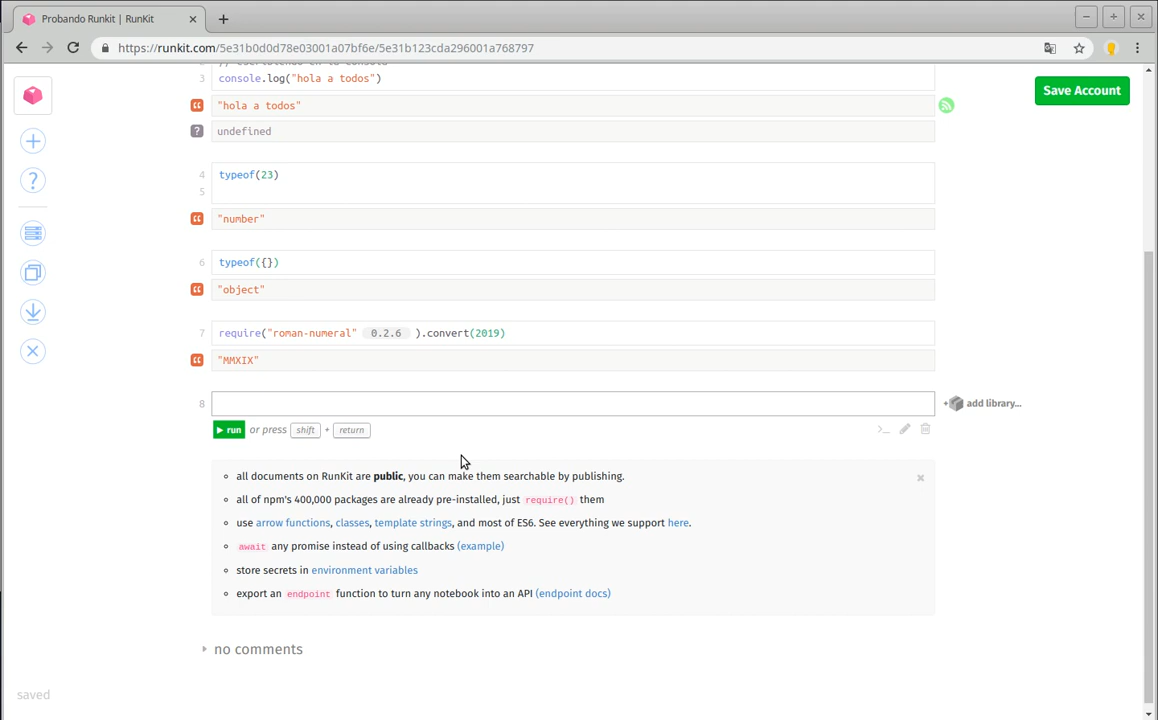 Probando Runkit | RunKit
https://runkit.com/5e31b0d0d78e03001a07bf6e/5e31b123cda296001a768797
Save Account
3 console.log("hola a todos")
"hola a todos"
? undefined
4 typeof(23)
5
"number"
6 typeof({})
"object"
7 require("roman-numeral" 0.2.6 ).convert(2019)
"MMXIX"
8
+ add library...
run or press shift + return
all documents on RunKit are public, you can make them searchable by publishing.
all of npm's 400,000 packages are already pre-installed, just require() them
use arrow functions, classes, template strings, and most of ES6. See everything we support here.
await any promise instead of using callbacks (example)
store secrets in environment variables
export an endpoint function to turn any notebook into an API (endpoint docs)
no comments
saved